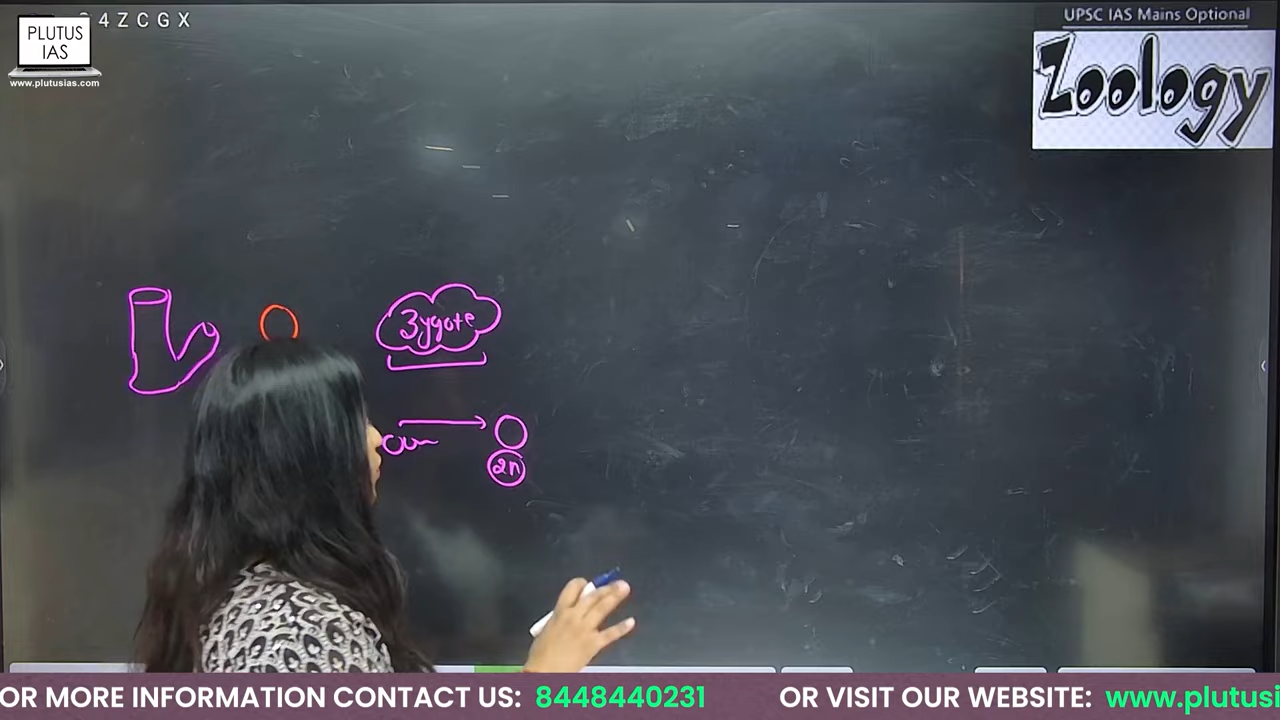 4ZCGX
PLUTUS
IAS
www.plutusias.com
UPSC IAS Mains Optional
Zoology
Zygote
2n
OR MORE INFORMATION CONTACT US: 8448440231 OR VISIT OUR WEBSITE: www.plutusi